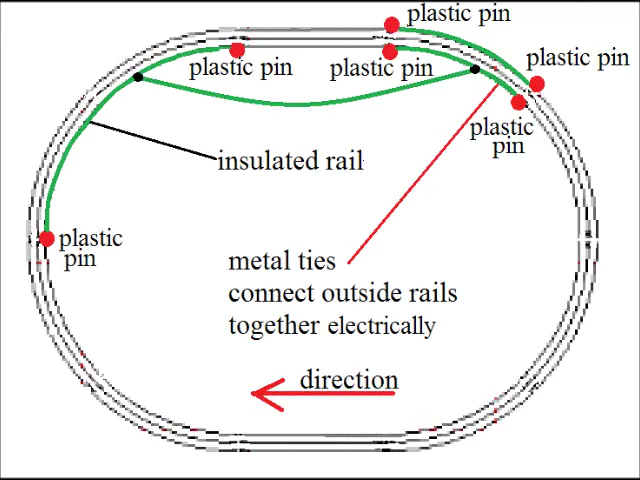 plastic pin
plastic pin
plastic pin
plastic pin
plastic
pin
insulated rail
plastic
pin
metal ties
connect outside rails
together electrically
direction